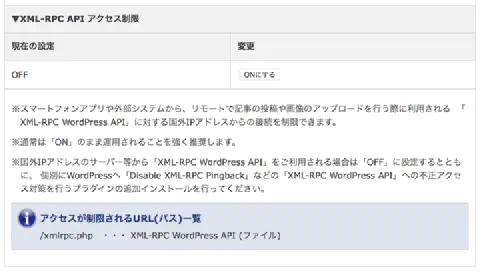 ▼XML-RPC API アクセス制限
現在の設定 変更
OFF ONにする
※スマートフォンアプリや外部システムから、リモートで記事の投稿や画像のアップロードを行う際に利用される 「
XML-RPC WordPress API」に対する国外IPアドレスからの接続を制限できます。
※通常は「ON」のまま運用されることを強く推奨します。
※国外IPアドレスのサーバー等から「XML-RPC WordPress API」をご利用される場合は「OFF」に設定するととも
に、 個別にWordPressへ「Disable XML-RPC Pingback」などの「XML-RPC WordPress API」への不正アクセ
ス対策を行うプラグインの追加インストールを行ってください。
アクセスが制限されるURL(パス)一覧
/xmlrpc.php ・・・ XML-RPC WordPress API (ファイル)